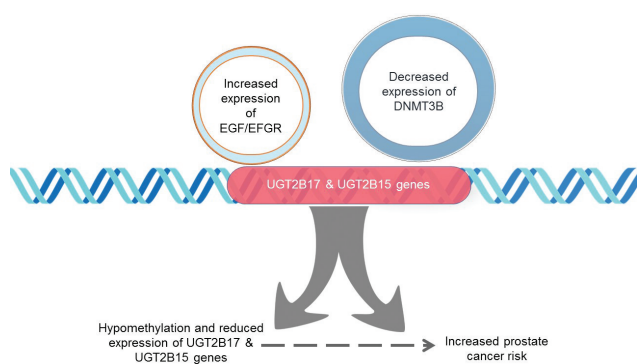 Increased
expression
of
EGF/EFGR
Decreased
expression of
DNMT3B
UGT2B17 & UGT2B15 genes
Hypomethylation and reduced
expression of UGT2B17 &
UGT2B15 genes
Increased prostate
cancer risk